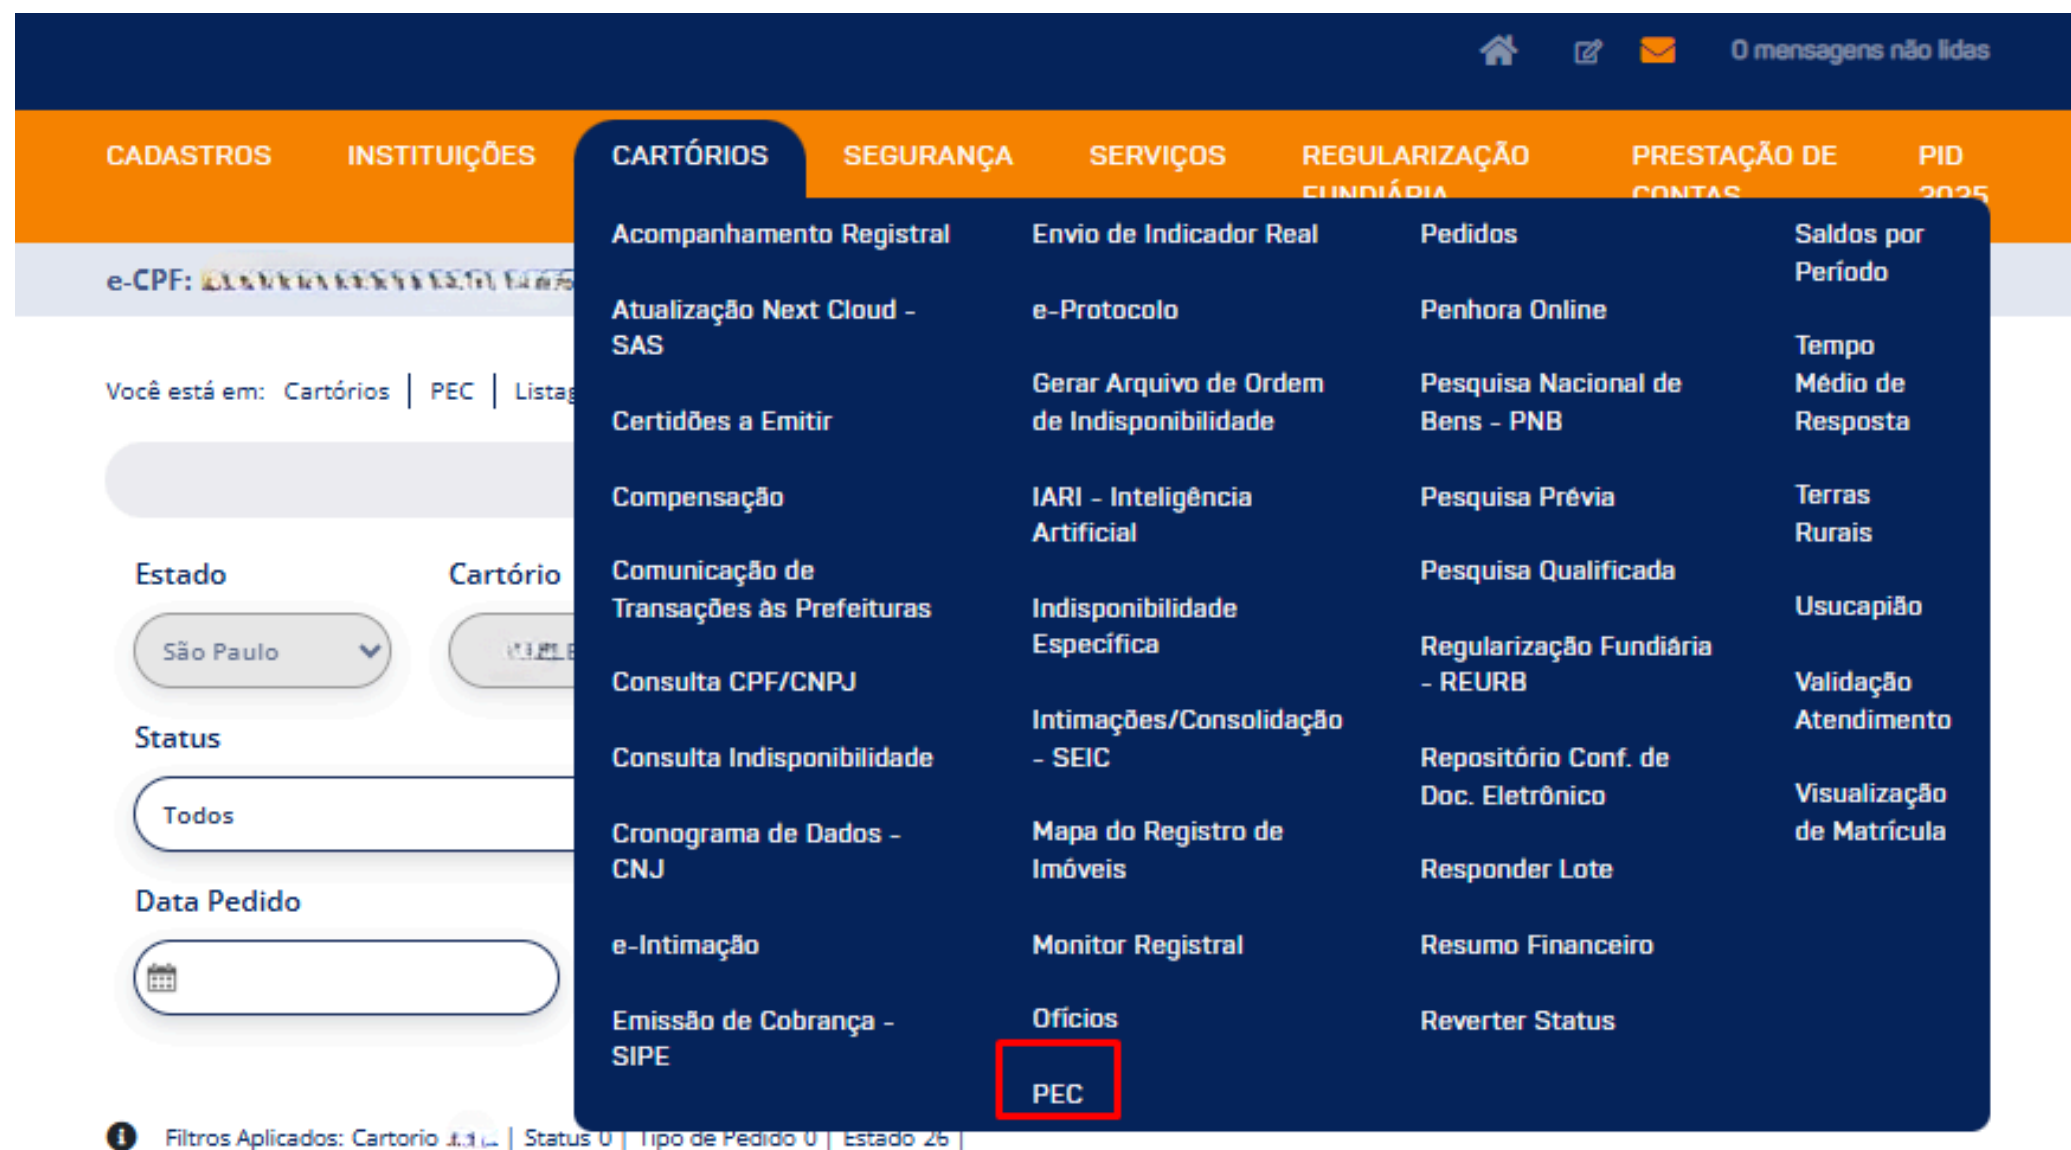 0 mensagens não lidas
CADASTROS
INSTITUIÇÕES
CARTÓRIOS
SEGURANÇA
SERVIÇOS
REGULARIZAÇÃO
FUNDIÁRIA
PRESTAÇÃO DE
CONTAS
PID
2025
e-CPF:
Você está em: Cartórios | PEC |
Estado
Cartório
São Paulo
Status
Todos
Data Pedido
Acompanhamento Registral
Atualização Next Cloud -
SAS
Certidões a Emitir
Compensação
Comunicação de
Transações às Prefeituras
Consulta CPF/CNPJ
Consulta Indisponibilidade
Cronograma de Dados -
CNJ
e-Intimação
Emissão de Cobrança -
SIPE
Envio de Indicador Real
e-Protocolo
Gerar Arquivo de Ordem
de Indisponibilidade
IARI - Inteligência
Artificial
Indisponibilidade
Específica
Intimações/Consolidação
- SEIC
Mapa do Registro de
Imóveis
Monitor Registral
Ofícios
PEC
Pedidos
Penhora Online
Pesquisa Nacional de
Bens - PNB
Pesquisa Prévia
Pesquisa Qualificada
Regularização Fundiária
- REURB
Repositório Conf. de
Doc. Eletrônico
Responder Lote
Resumo Financeiro
Reverter Status
Saldos por
Período
Tempo
Médio de
Resposta
Terras
Rurais
Usucapião
Validação
Atendimento
Visualização
de Matrícula
Filtros Aplicados: Cartorio | Status 0 | Tipo de Pedido 0 | Estado 26 |